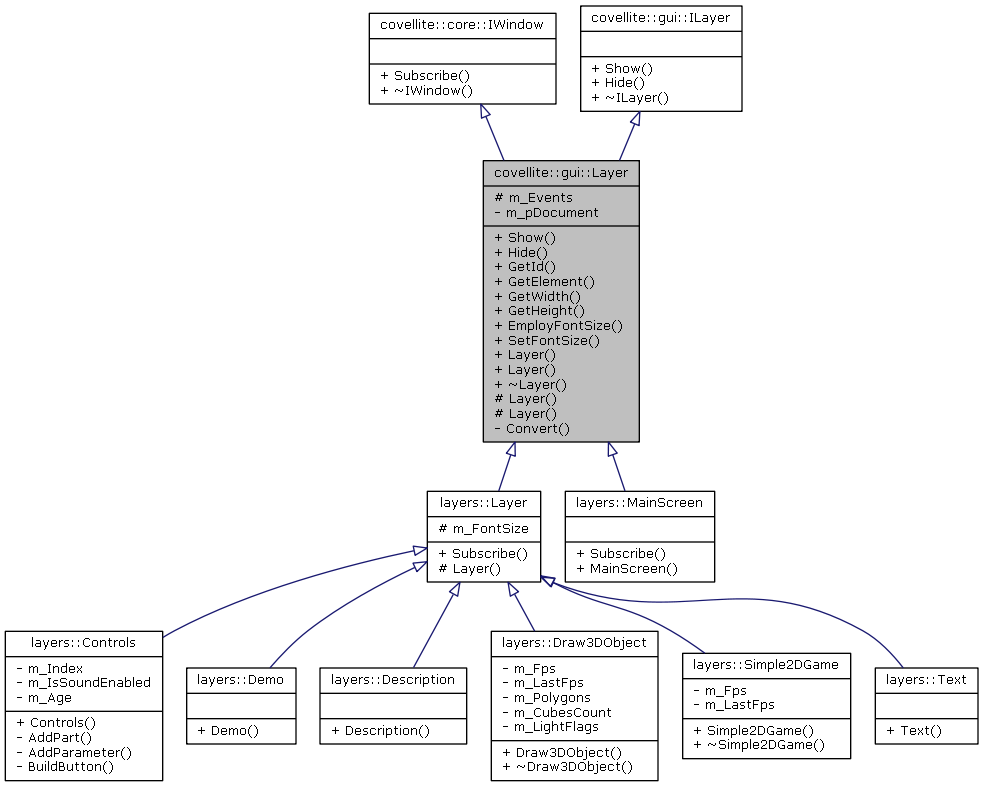 covellite::core::IWindow
+ Subscribe()
+ ~IWindow()
covellite::gui::ILayer
+ Show()
+ Hide()
+ ~ILayer()
covellite::gui::Layer
# m_Events
- m_pDocument
+ Show()
+ Hide()
+ GetId()
+ GetElement()
+ GetWidth()
+ GetHeight()
+ EmployFontSize()
+ SetFontSize()
+ Layer()
+ Layer()
+ ~Layer()
# Layer()
# Layer()
- Convert()
layers::Layer
# m_FontSize
+ Subscribe()
# Layer()
layers::MainScreen
+ Subscribe()
+ MainScreen()
layers::Controls
- m_Index
- m_IsSoundEnabled
- m_Age
+ Controls()
- AddPart()
- AddParameter()
- BuildButton()
layers::Demo
+ Demo()
layers::Description
+ Description()
layers::Draw3DObject
- m_Fps
- m_LastFps
- m_Polygons
- m_CubesCount
- m_LightFlags
+ Draw3DObject()
+ ~Draw3DObject()
layers::Simple2DGame
- m_Fps
- m_LastFps
+ Simple2DGame()
+ ~Simple2DGame()
layers::Text
+ Text()